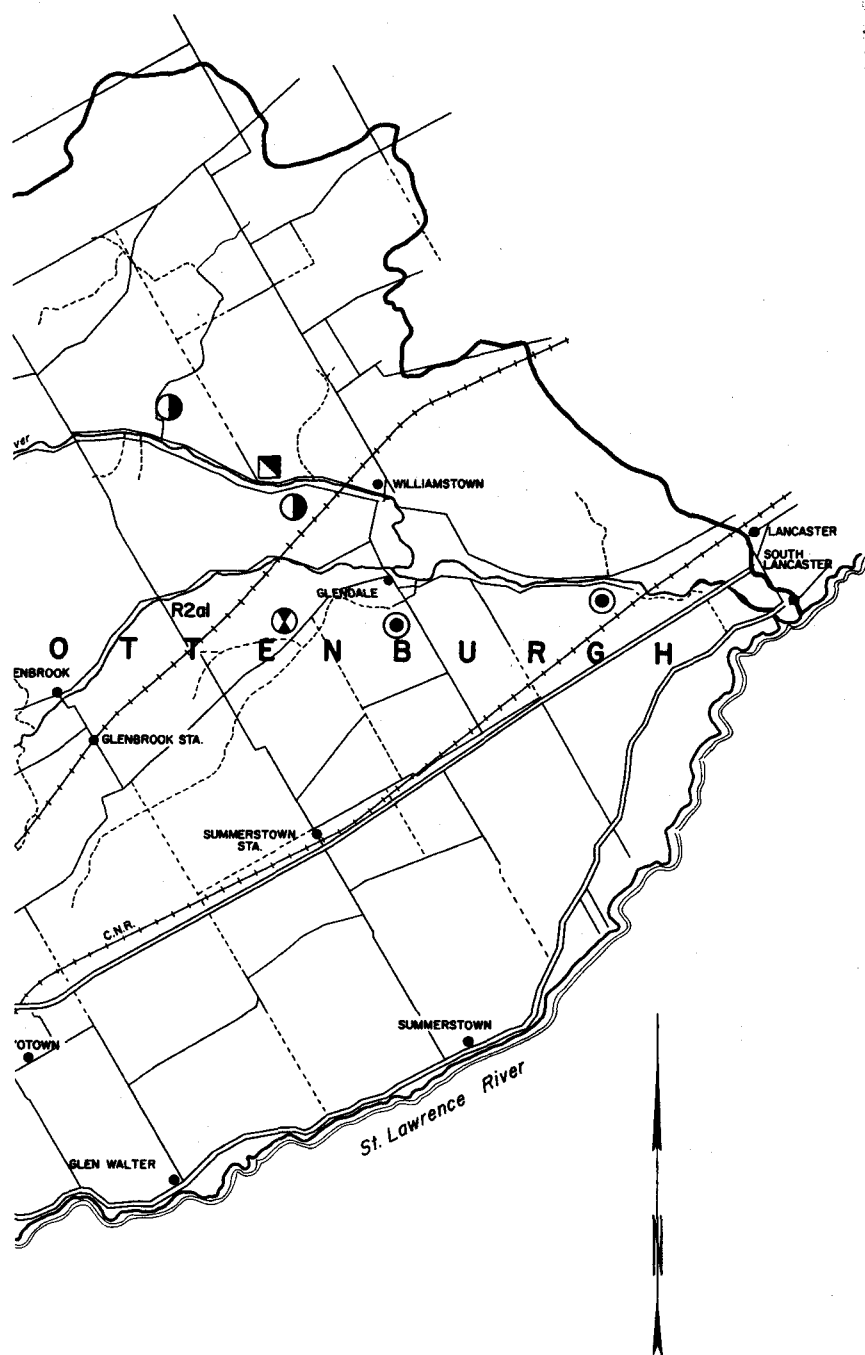 ver
WILLIAMSTOWN
LANCASTER
SOUTH
LANCASTER
GLENDALE
R2al
OTTENBURGH
ENBROOK
GLENBROOK STA.
SUMMERSTOWN
STA.
C.N.R.
SUMMERSTOWN
OTOWN
St. Lawrence River
GLEN WALTER